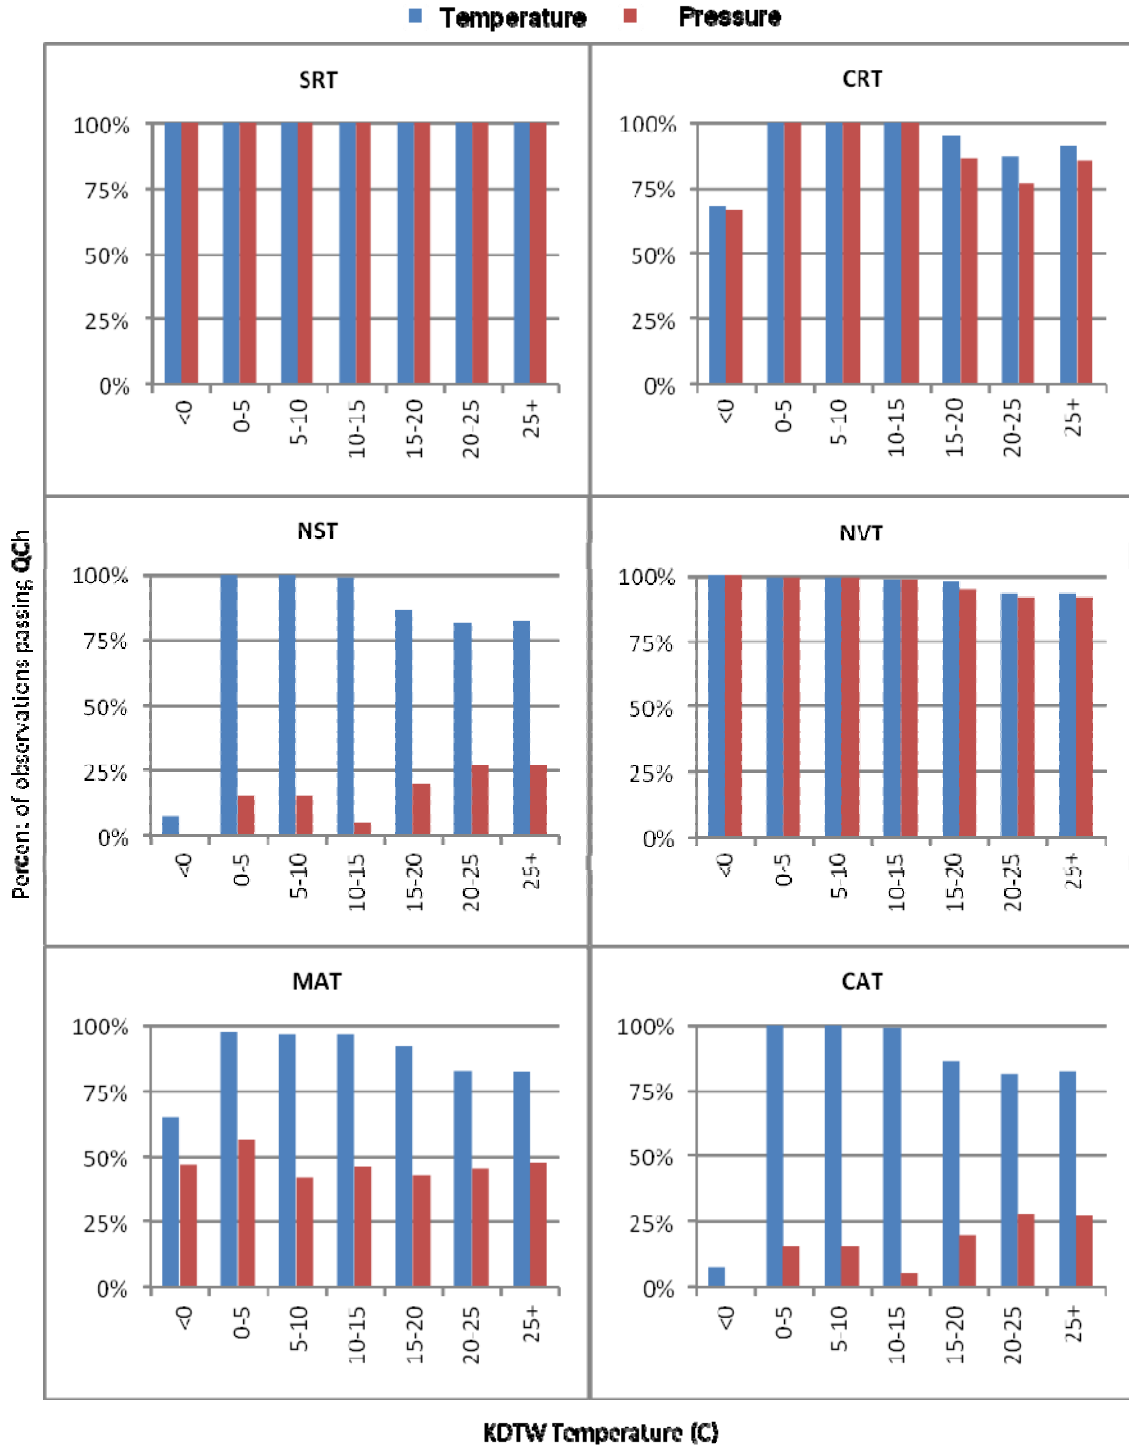 Temperature Pressure
SRT
100%
75%
50%
25%
0%
<0 0-5 5-10 10-15 15-20 20-25 25+
CRT
100%
75%
50%
25%
0%
<0 0-5 5-10 10-15 15-20 20-25 25+
Percent of observations passing QCh
NST
100%
75%
50%
25%
0%
<0 0-5 5-10 10-15 15-20 20-25 25+
NVT
100%
75%
50%
25%
0%
<0 0-5 5-10 10-15 15-20 20-25 25+
MAT
100%
75%
50%
25%
0%
<0 0-5 5-10 10-15 15-20 20-25 25+
CAT
100%
75%
50%
25%
0%
<0 0-5 5-10 10-15 15-20 20-25 25+
KDTW Temperature (C)